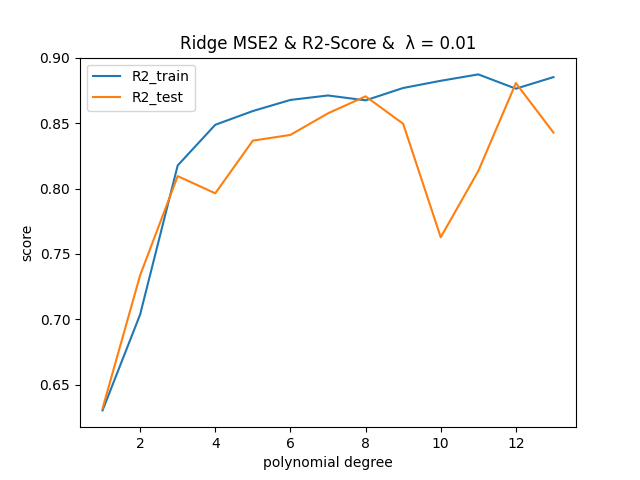 Ridge MSE2 & R2-Score &  λ = 0.01
R2_train
R2_test
0.90
0.85
0.80
0.75
0.70
0.65
score
2 4 6 8 10 12
polynomial degree